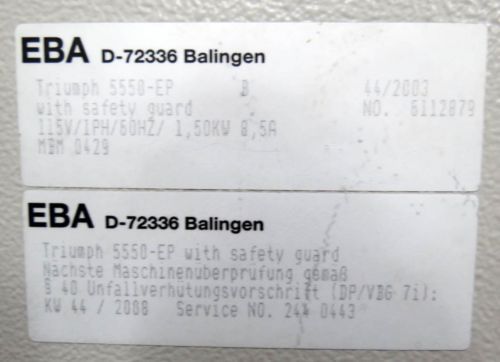 EBA D-72336 Balingen
Triumph 5550-EP B 44/2003
with safety guard NO. 6112879
115V/1PH/60HZ/ 1,50KW 8,5A
MBM 0429
EBA D-72336 Balingen
Triumph 5550-EP with safety guard
Nächste Maschinenüberprüfung gemäß
§ 40 Unfallverhütungsvorschrift (DP/VBG 7i):
KW 44 / 2008 Service NO. 244 0443